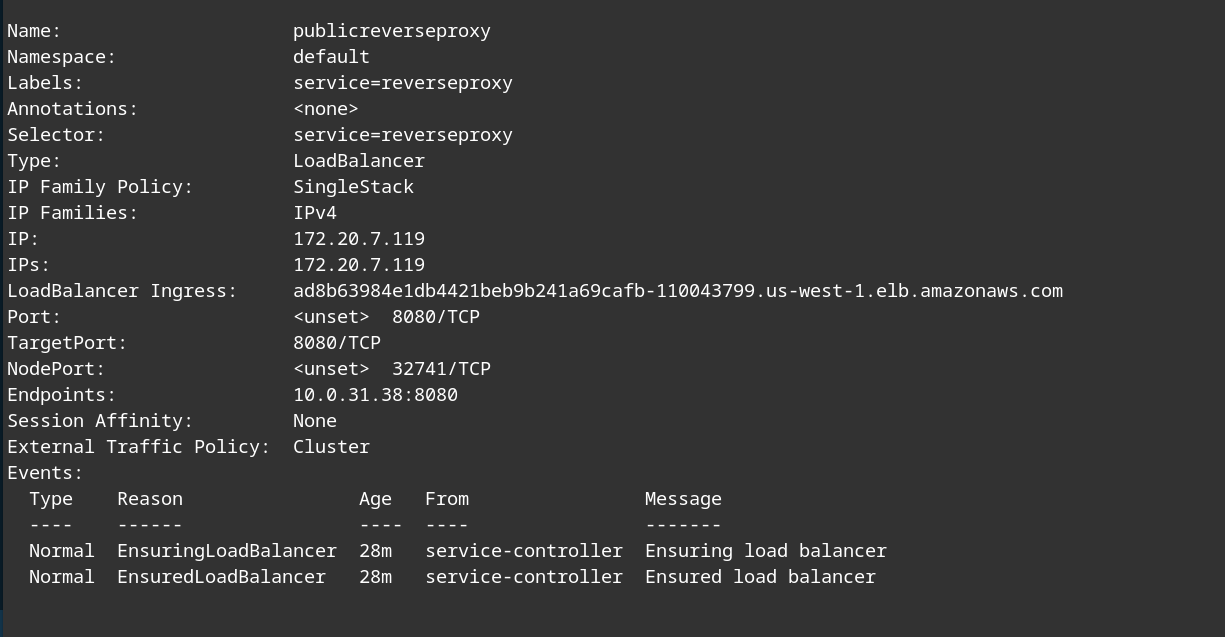 Name: publicreverseproxy
Namespace: default
Labels: service=reverseproxy
Annotations: <none>
Selector: service=reverseproxy
Type: LoadBalancer
IP Family Policy: SingleStack
IP Families: IPv4
IP: 172.20.7.119
IPs: 172.20.7.119
LoadBalancer Ingress: ad8b63984e1db4421beb9b241a69cafb-110043799.us-west-1.elb.amazonaws.com
Port: <unset> 8080/TCP
TargetPort: 8080/TCP
NodePort: <unset> 32741/TCP
Endpoints: 10.0.31.38:8080
Session Affinity: None
External Traffic Policy: Cluster
Events:
Type Reason Age From Message
---- ------ ---- ---- -------
Normal EnsuringLoadBalancer 28m service-controller Ensuring load balancer
Normal EnsuredLoadBalancer 28m service-controller Ensured load balancer